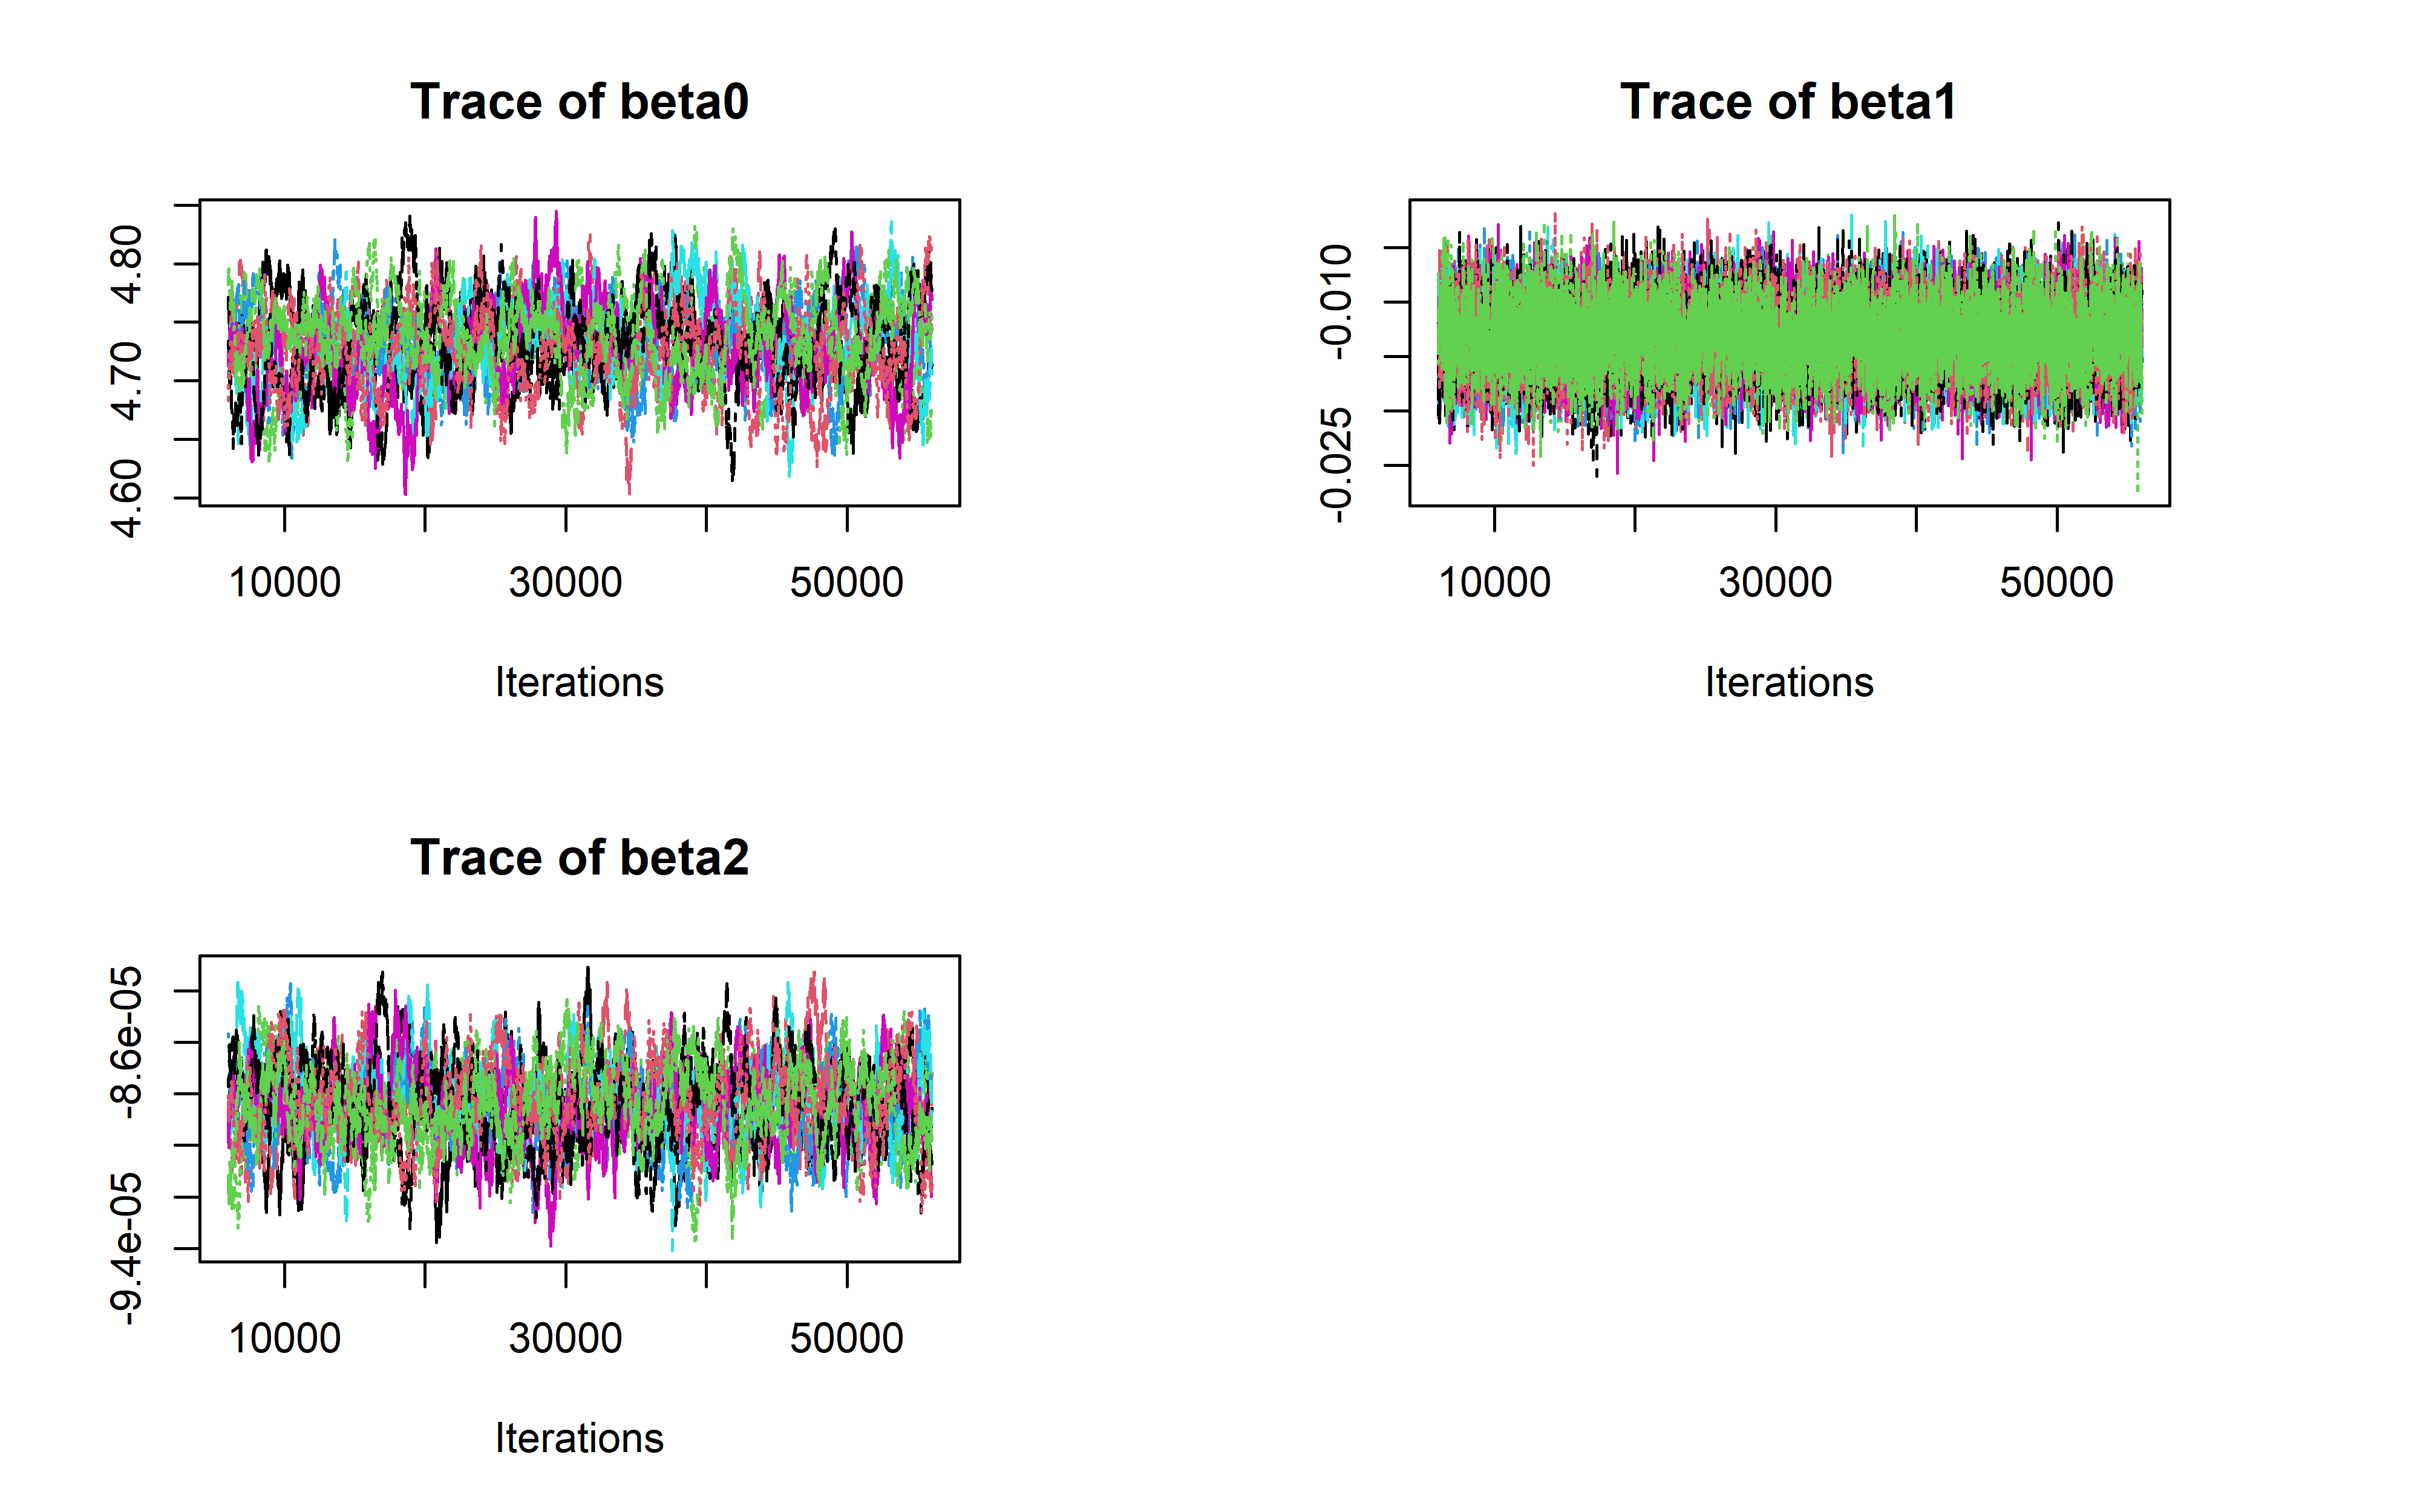 Trace of beta0
4.60 4.70 4.80
10000 30000 50000
Iterations
Trace of beta1
-0.025 -0.010
10000 30000 50000
Iterations
Trace of beta2
-9.4e-05 -8.6e-05
10000 30000 50000
Iterations